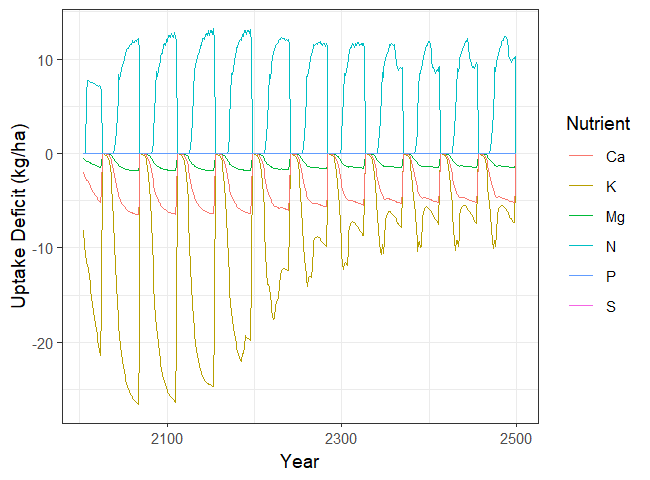 Uptake Deficit (kg/ha)
10
0
-10
-20
2100
2300
2500
Year
Nutrient
Ca
K
Mg
N
P
S